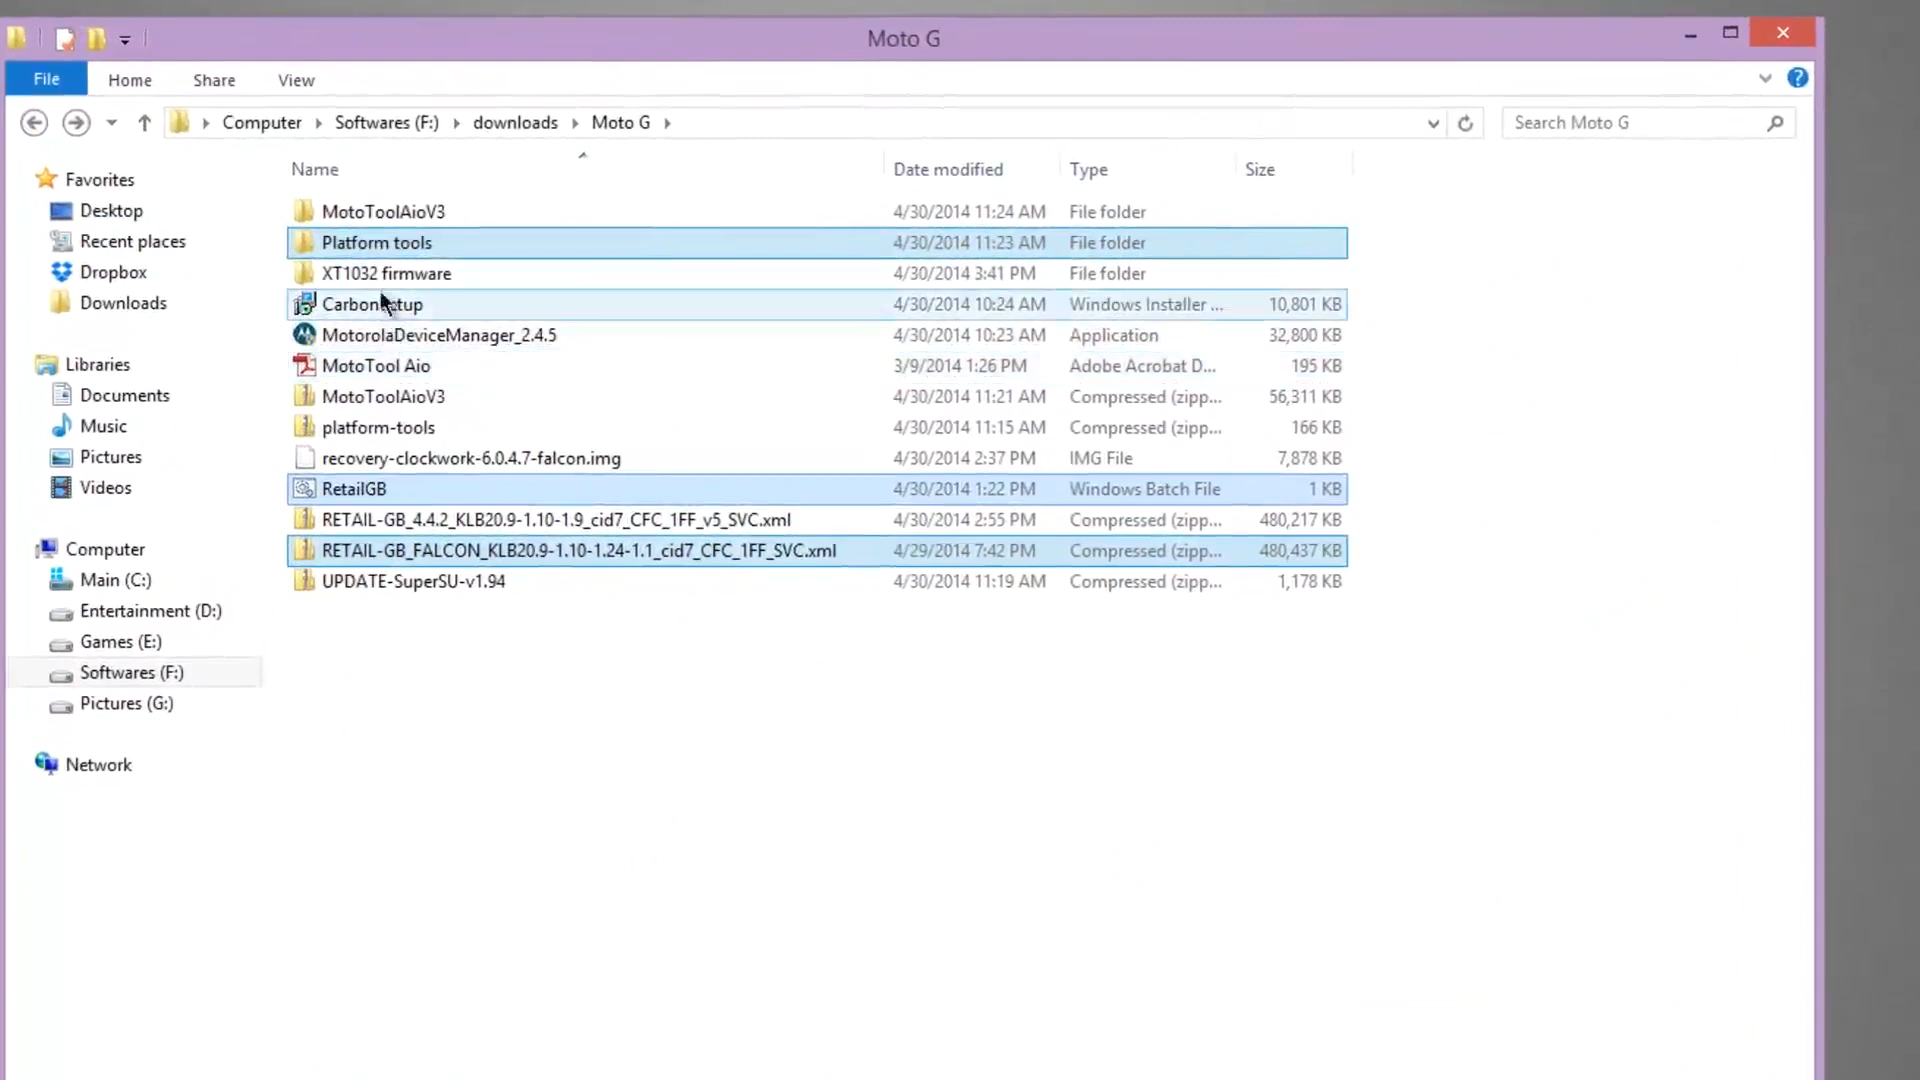 Moto G
File Home Share View
Computer Softwares (F:) downloads Moto G Search Moto G
Name Date modified Type Size
Favorites
Desktop
Recent places
Dropbox
Downloads
Libraries
Documents
Music
Pictures
Videos
Computer
Main (C:)
Entertainment (D:)
Games (E:)
Softwares (F:)
Pictures (G:)
Network
MotoToolAioV3 4/30/2014 11:24 AM File folder
Platform tools 4/30/2014 11:23 AM File folder
XT1032 firmware 4/30/2014 3:41 PM File folder
4/30/2014 10:24 AM Windows Installer ... 10,801 KB
MotorolaDeviceManager_2.4.5 4/30/2014 10:23 AM Application 32,800 KB
MotoTool Aio 3/9/2014 1:26 PM Adobe Acrobat D... 195 KB
MotoToolAioV3 4/30/2014 11:21 AM Compressed (zipp... 56,311 KB
platform-tools 4/30/2014 11:15 AM Compressed (zipp... 166 KB
recovery-clockwork-6.0.4.7-falcon.img 4/30/2014 2:37 PM IMG File 7,878 KB
RetailGB 4/30/2014 1:22 PM Windows Batch File 1 KB
RETAIL-GB_4.4.2_KLB20.9-1.10-1.9_cid7_CFC_1FF_v5_SVC.xml 4/30/2014 2:55 PM Compressed (zipp... 480,217 KB
RETAIL-GB_FALCON_KLB20.9-1.10-1.24-1.1_cid7_CFC_1FF_SVC.xml 4/29/2014 7:42 PM Compressed (zipp... 480,437 KB
UPDATE-SuperSU-v1.94 4/30/2014 11:19 AM Compressed (zipp... 1,178 KB